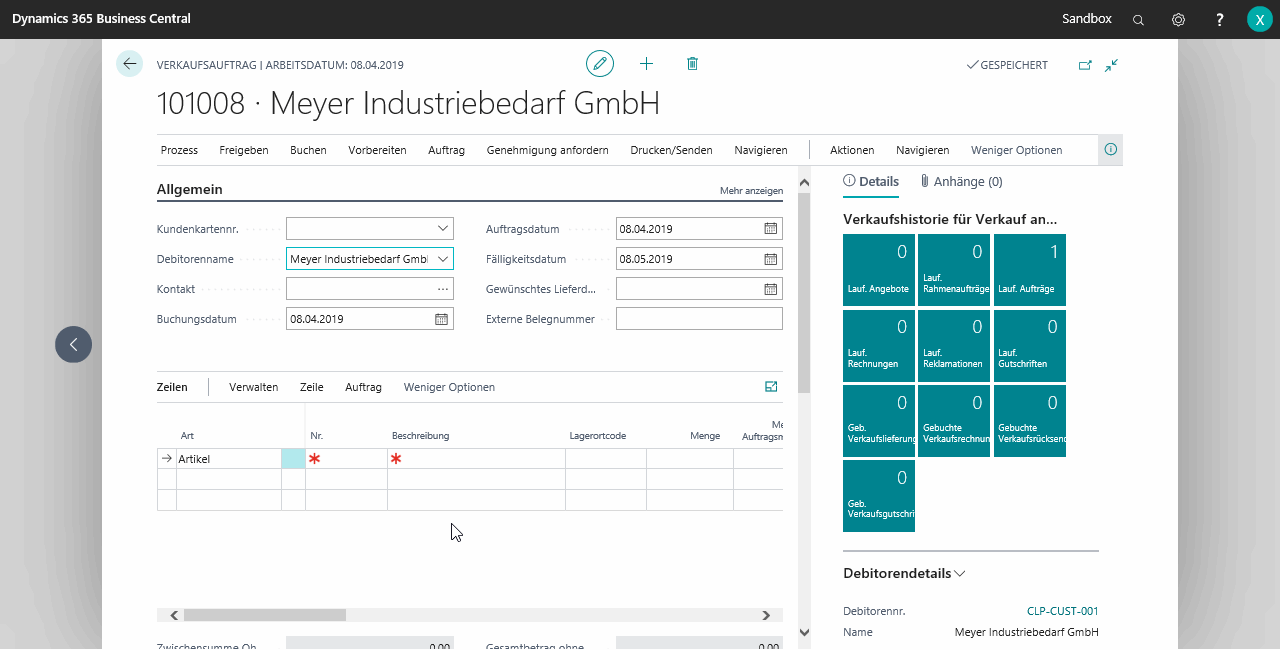 Dynamics 365 Business Central
Sandbox
?
X
VERKAUFSAUFTRAG | ARBEITSDATUM: 08.04.2019
GESPEICHERT
101008 · Meyer Industriebedarf GmbH
Prozess Freigeben Buchen Vorbereiten Auftrag Genehmigung anfordern Drucken/Senden Navigieren Aktionen Navigieren Weniger Optionen
Allgemein
Mehr anzeigen
Kundenkartennr.
Auftragsdatum 08.04.2019
Debitorenname Meyer Industriebedarf Gmb
Fälligkeitsdatum 08.05.2019
Kontakt
Gewünschtes Lieferd...
Buchungsdatum 08.04.2019
Externe Belegnummer
Zeilen Verwalten Zeile Auftrag Weniger Optionen
Art Nr. Beschreibung Lagerortcode Menge
Me
Auftragsm
Artikel
Zwischensumme Oh 0,00
Gesamtbetrag ohne 0,00
Details
Anhänge (0)
Verkaufshistorie für Verkauf an...
0
Lauf. Angebote
0
Lauf.
Rahmenaufträge
1
Lauf. Aufträge
0
Lauf.
Rechnungen
0
Lauf.
Reklamationen
0
Lauf.
Gutschriften
0
Geb.
Verkaufslieferung
0
Gebuchte
Verkaufsrechnun
0
Gebuchte
Verkaufsrücksend
0
Geb.
Verkaufsgutschri
Debitorendetails
Debitorennr. CLP-CUST-001
Name Meyer Industriebedarf GmbH